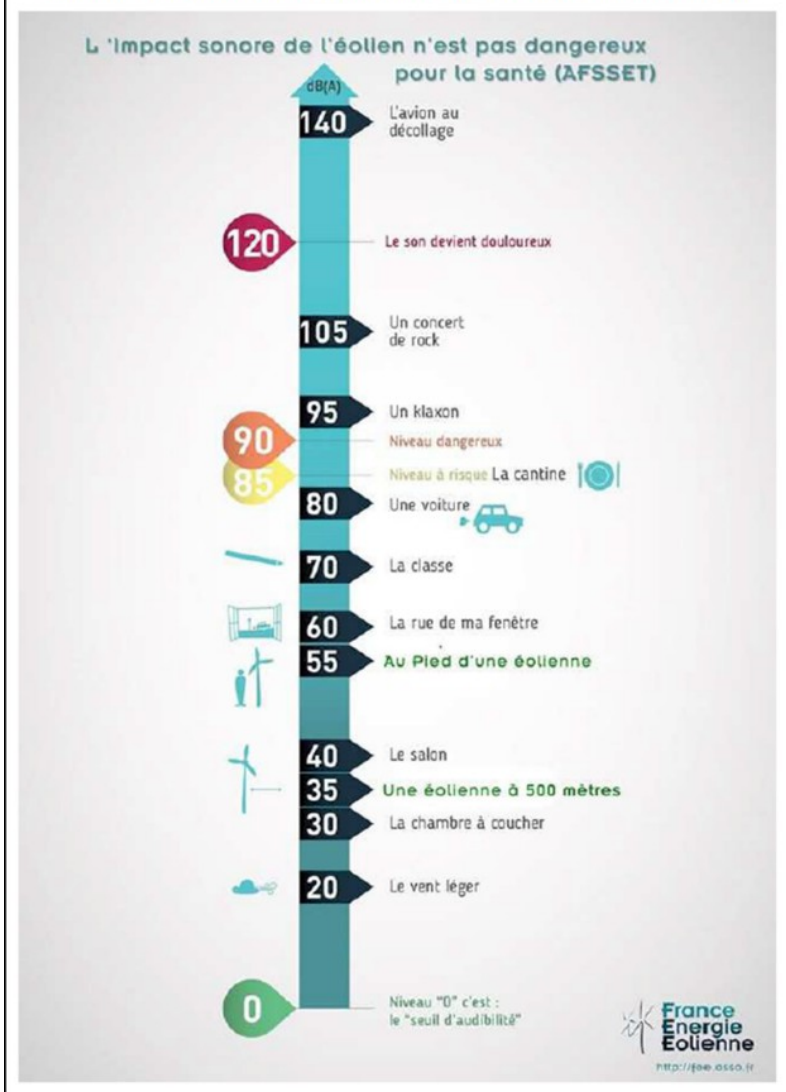 L 'Impact sonore de l'éolien n'est pas dangereux
pour la santé (AFSSET)
dB(A)
140 L'avion au
décollage
120 Le son devient douloureux
105 Un concert
de rock
95 Un klaxon
90 Niveau dangereux
85 Niveau à risque La cantine
80 Une voiture
70 La classe
60 La rue de ma fenêtre
55 Au Pied d'une éolienne
40 Le salon
35 Une éolienne à 500 mètres
30 La chambre à coucher
20 Le vent léger
0 Niveau "0" c'est :
le "seuil d'audibilité"
France
Energie
Eolienne
http://fee.asso.fr